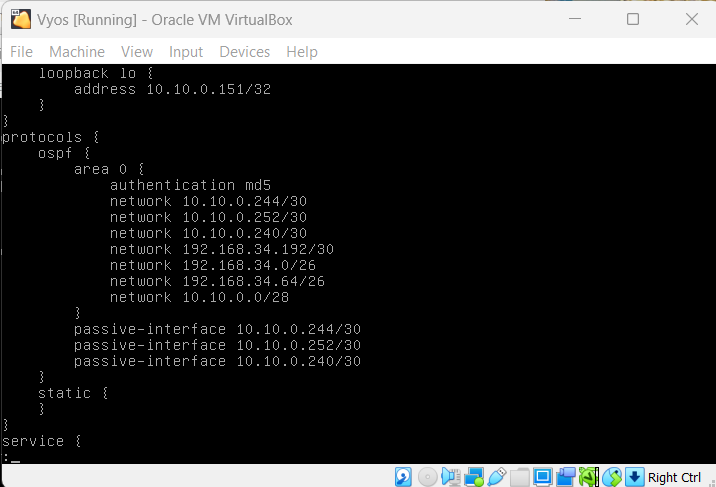 Vyos [Running] - Oracle VM VirtualBox
File Machine View Input Devices Help
loopback lo {
address 10.10.0.151/32
}
}
protocols {
ospf {
area 0 {
authentication md5
network 10.10.0.244/30
network 10.10.0.252/30
network 10.10.0.240/30
network 192.168.34.192/30
network 192.168.34.0/26
network 192.168.34.64/26
network 10.10.0.0/28
}
passive-interface 10.10.0.244/30
passive-interface 10.10.0.252/30
passive-interface 10.10.0.240/30
}
static {
}
}
service {
:_
Right Ctrl